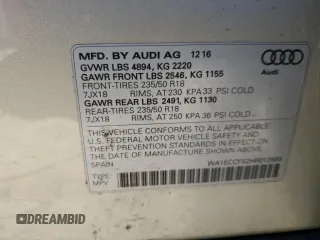 MFD. BY AUDI AG 12 16
GVWR LBS 4894, KG 2220
GAWR FRONT LBS 2546, KG 1155
FRONT-TIRES 235/50 R18
7JX18 RIMS, AT 230 KPA 33 PSI COLD
GAWR REAR LBS 2491, KG 1130
REAR-TIRES 235/50 R18
7JX18 RIMS, AT 250 KPA 36 PSI COLD
Audi
THIS VEHICLE CONFORMS TO ALL APPLICABLE
U.S. FEDERAL MOTOR VEHICLE SAFETY
THEFT PREVENTION STANDARDS IN EFFECT
ON THE DATE OF MANUFACTURE SHOWN ABOVE.
SPAIN
TYPE:
MPV
© DREAMBID
DREAMBID.COM